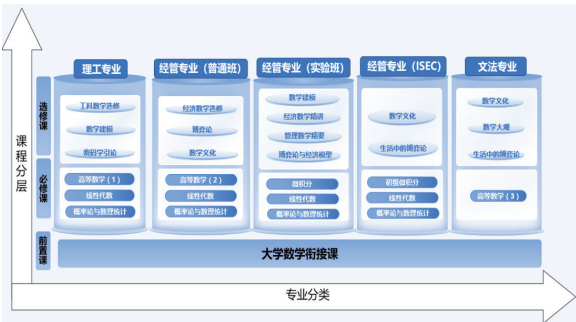 理工专业
经管专业（普通班）
经管专业（实验班）
经管专业（ISEC）
文法专业
课程分层
选修课
工科数学选修
数学建模
密码学引论
经济数学选修
博弈论
数学文化
数学建模
经济数学精讲
管理数学精要
博弈论与经济模型
数学文化
生活中的博弈论
数学文化
数学大观
生活中的博弈论
必修课
高等数学（1）
线性代数
概率论与数理统计
高等数学（2）
线性代数
概率论与数理统计
微积分
线性代数
概率论与数理统计
初级微积分
线性代数
概率论与数理统计
高等数学（3）
前置课
大学数学衔接课
专业分类